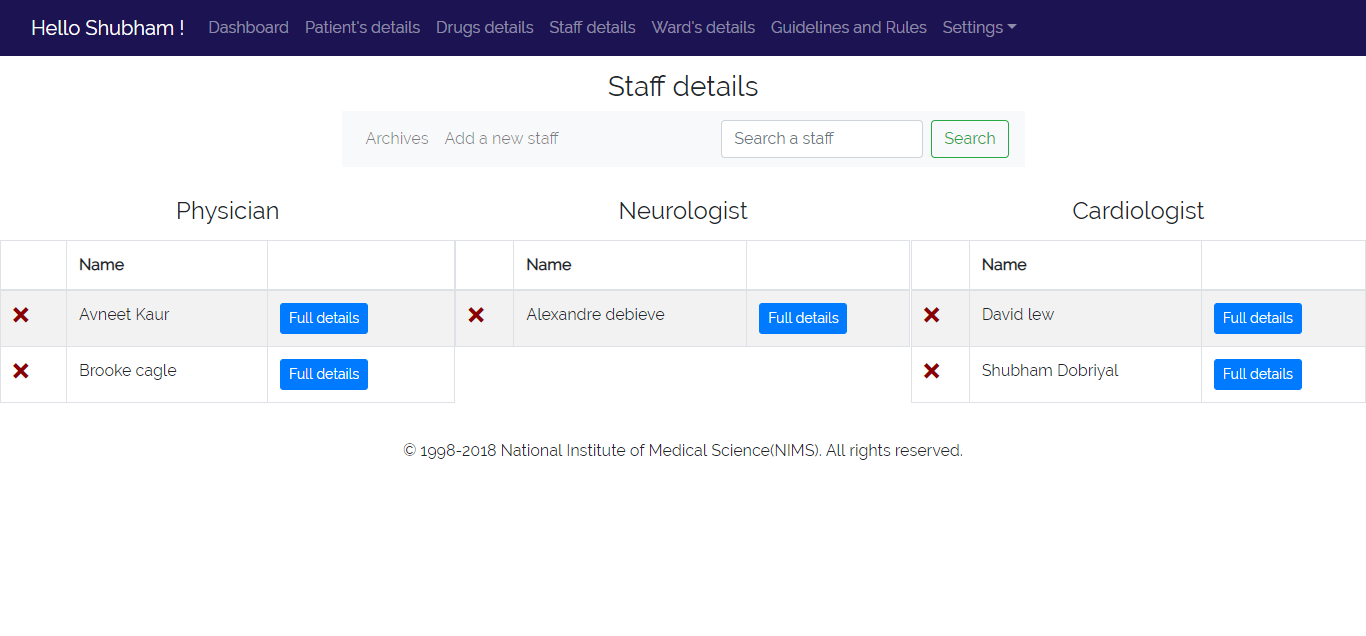 Hello Shubham ! Dashboard Patient's details Drugs details Staff details Ward's details Guidelines and Rules Settings
Staff details
Archives Add a new staff Search a staff Search
Physician Neurologist Cardiologist
Name Name Name
Avneet Kaur Full details Alexandre debieve Full details David lew Full details
Brooke cagle Full details Shubham Dobriyal Full details
© 1998-2018 National Institute of Medical Science(NIMS). All rights reserved.